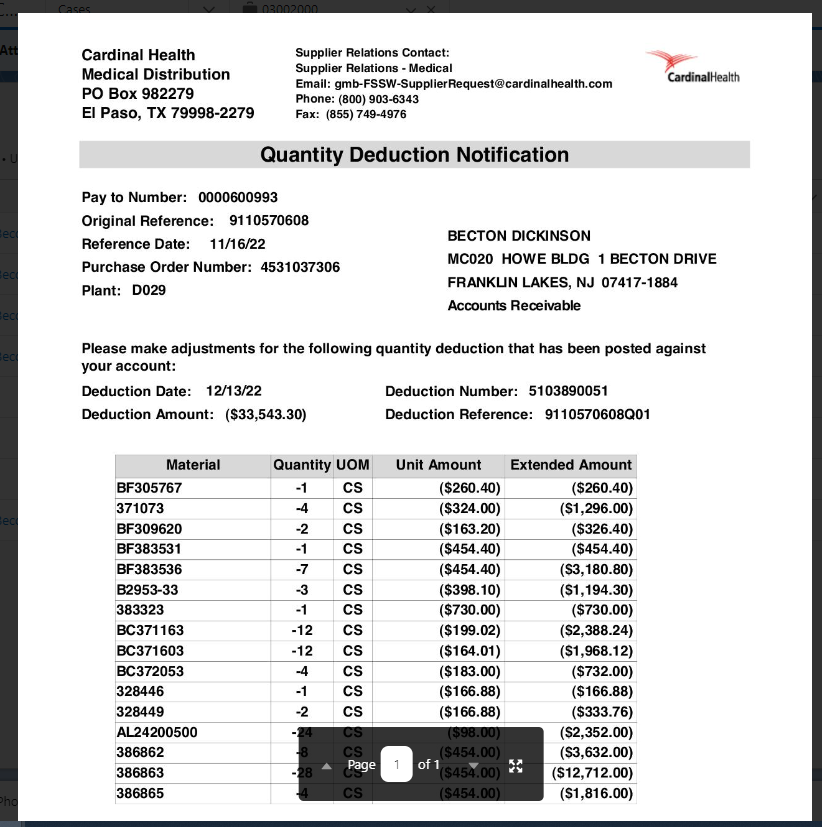 Cases 03002000
Cardinal Health
Medical Distribution
PO Box 982279
El Paso, TX 79998-2279
Supplier Relations Contact:
Supplier Relations - Medical
Email: gmb-FSSW-SupplierRequest@cardinalhealth.com
Phone: (800) 903-6343
Fax: (855) 749-4976
CardinalHealth
Quantity Deduction Notification
Pay to Number: 0000600993
Original Reference: 9110570608
Reference Date: 11/16/22
Purchase Order Number: 4531037306
Plant: D029
BECTON DICKINSON
MC020 HOWE BLDG 1 BECTON DRIVE
FRANKLIN LAKES, NJ 07417-1884
Accounts Receivable
Please make adjustments for the following quantity deduction that has been posted against
your account:
Deduction Date: 12/13/22 Deduction Number: 5103890051
Deduction Amount: ($33,543.30) Deduction Reference: 9110570608Q01
Material Quantity UOM Unit Amount Extended Amount
BF305767 -1 CS ($260.40) ($260.40)
371073 -4 CS ($324.00) ($1,296.00)
BF309620 -2 CS ($163.20) ($326.40)
BF383531 -1 CS ($454.40) ($454.40)
BF383536 -7 CS ($454.40) ($3,180.80)
B2953-33 -3 CS ($398.10) ($1,194.30)
383323 -1 CS ($730.00) ($730.00)
BC371163 -12 CS ($199.02) ($2,388.24)
BC371603 -12 CS ($164.01) ($1,968.12)
BC372053 -4 CS ($183.00) ($732.00)
328446 -1 CS ($166.88) ($166.88)
328449 -2 CS ($166.88) ($333.76)
AL24200500 -24 CS ($98.00) ($2,352.00)
386862 -8 CS ($454.00) ($3,632.00)
386863 -28 CS ($454.00) ($12,712.00)
386865 -4 CS ($454.00) ($1,816.00)
Page 1 of 1